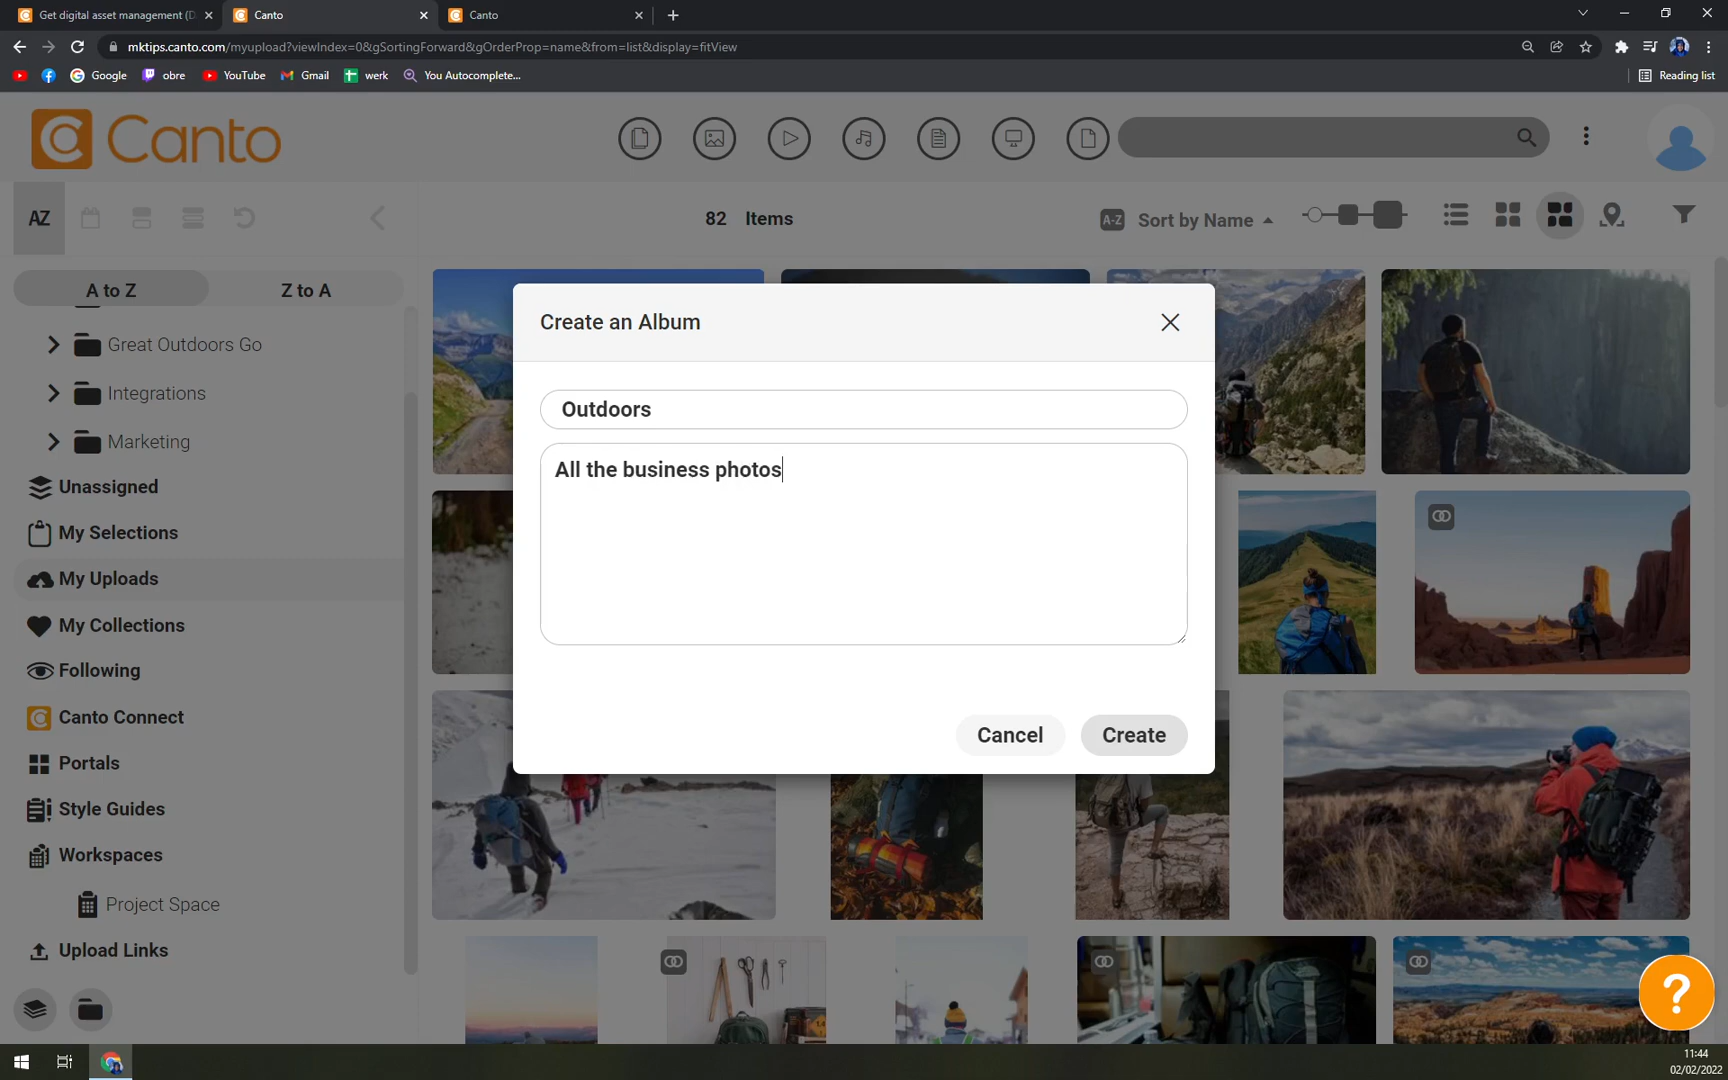 Get digital asset management (D
Canto
Canto
mktips.canto.com/myupload?viewIndex=0&gSortingForward&gOrderProp=name&from=list&display=fitView
Google
obre
YouTube
Gmail
werk
You Autocomplete...
Reading list
Canto
AZ
82 Items
A-Z Sort by Name
A to Z
Z to A
Great Outdoors Go
Integrations
Marketing
Unassigned
My Selections
My Uploads
My Collections
Following
Canto Connect
Portals
Style Guides
Workspaces
Project Space
Upload Links
Create an Album
Outdoors
All the business photos
Cancel
Create
?
11:44
02/02/2022